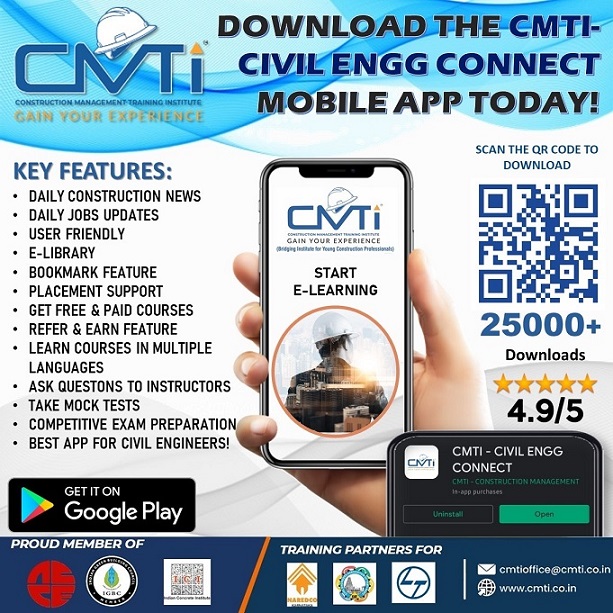 DOWNLOAD THE CMTI-
CIVIL ENGG CONNECT
MOBILE APP TODAY!
CMTi
CONSTRUCTION MANAGEMENT TRAINING INSTITUTE
GAIN YOUR EXPERIENCE
KEY FEATURES:
• DAILY CONSTRUCTION NEWS
• DAILY JOBS UPDATES
• USER FRIENDLY
• E-LIBRARY
• BOOKMARK FEATURE
• PLACEMENT SUPPORT
• GET FREE & PAID COURSES
• REFER & EARN FEATURE
• LEARN COURSES IN MULTIPLE
LANGUAGES
• ASK QUESTONS TO INSTRUCTORS
• TAKE MOCK TESTS
• COMPETITIVE EXAM PREPARATION
• BEST APP FOR CIVIL ENGINEERS!
CMTi
CONSTRUCTION MANAGEMENT TRAINING INSTITUTE
GAIN YOUR EXPERIENCE
(Bridging Institute for Young Construction Professionals)
START
E-LEARNING
SCAN THE QR CODE TO
DOWNLOAD
25000+
Downloads
4.9/5
CMTi
CMTI - CIVIL ENGG
CONNECT
CMTI - CONSTRUCTION MANAGEMENT
In-app purchases
Uninstall
Open
GET IT ON
Google Play
PROUD MEMBER OF
IGBC
ICI
Indian Concrete Institute
TRAINING PARTNERS FOR
NAREDCO
cmtioffice@cmti.co.in
www.cmti.co.in